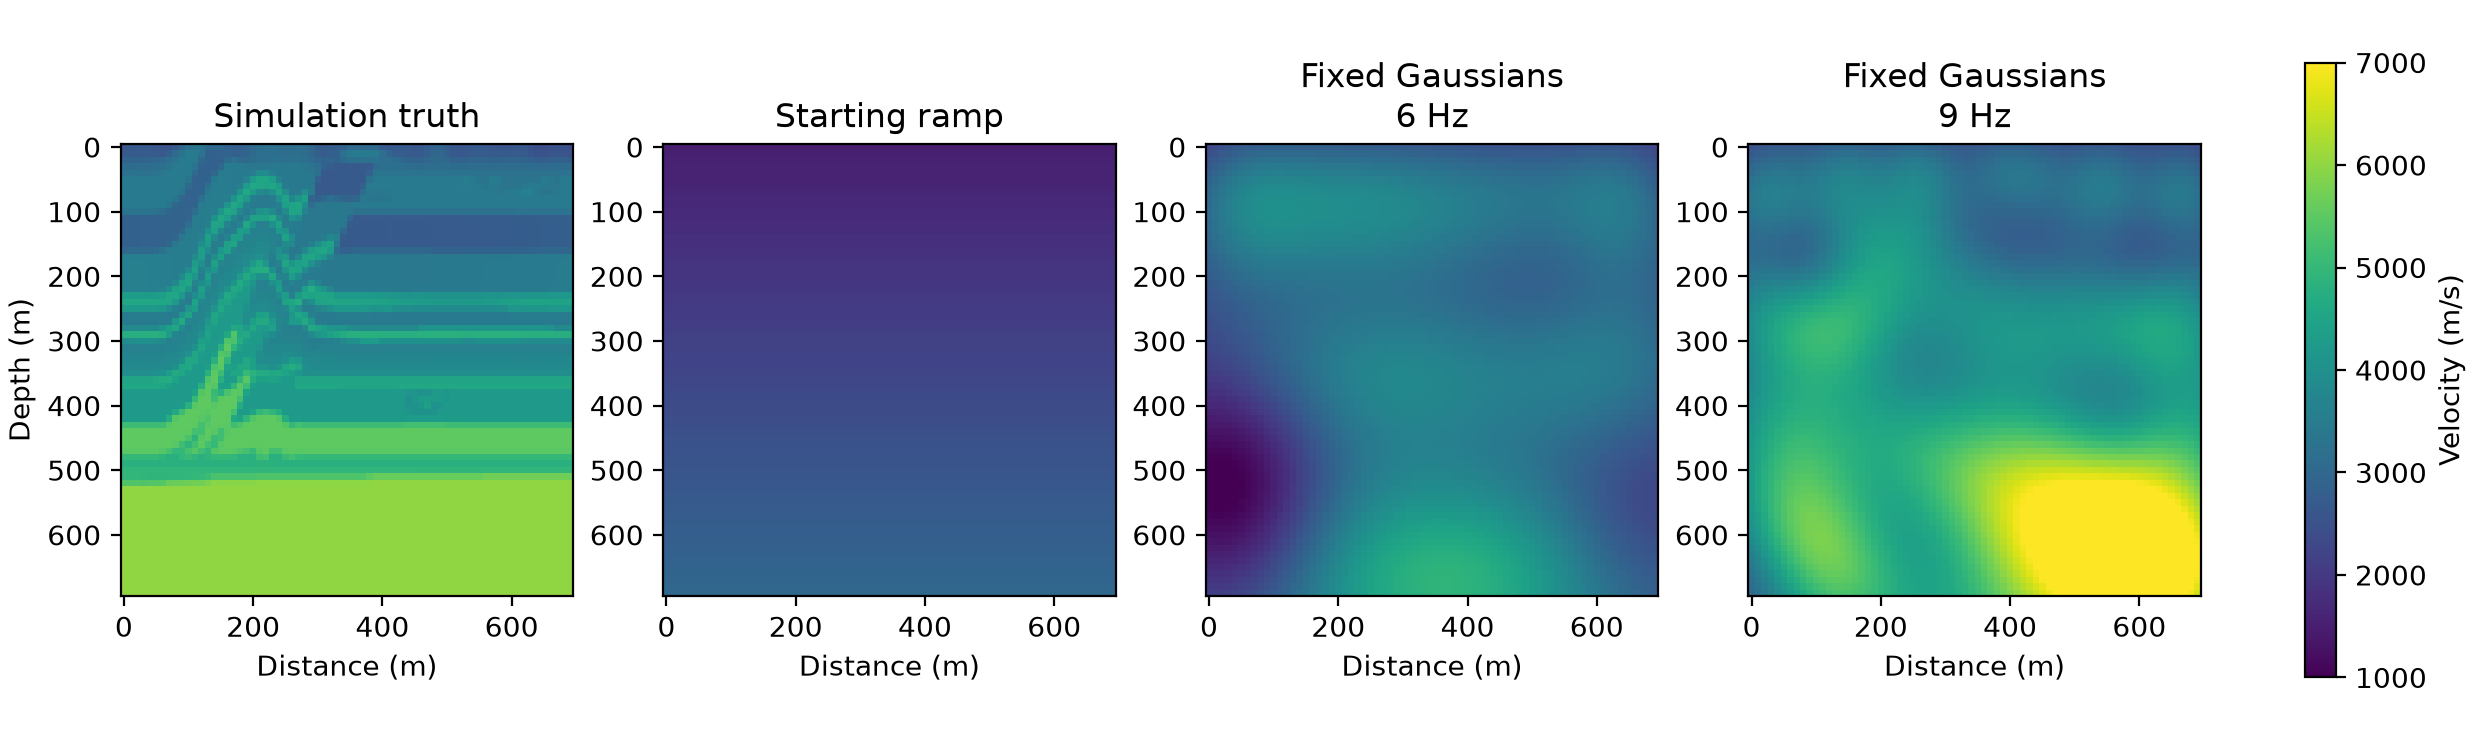 Simulation truth
Starting ramp
Fixed Gaussians
6 Hz
Fixed Gaussians
9 Hz
Depth (m)
0
100
200
300
400
500
600
0 200 400 600
Distance (m)
0
100
200
300
400
500
600
0 200 400 600
Distance (m)
0
100
200
300
400
500
600
0 200 400 600
Distance (m)
0
100
200
300
400
500
600
0 200 400 600
Distance (m)
7000
6000
5000
4000
3000
2000
1000
Velocity (m/s)